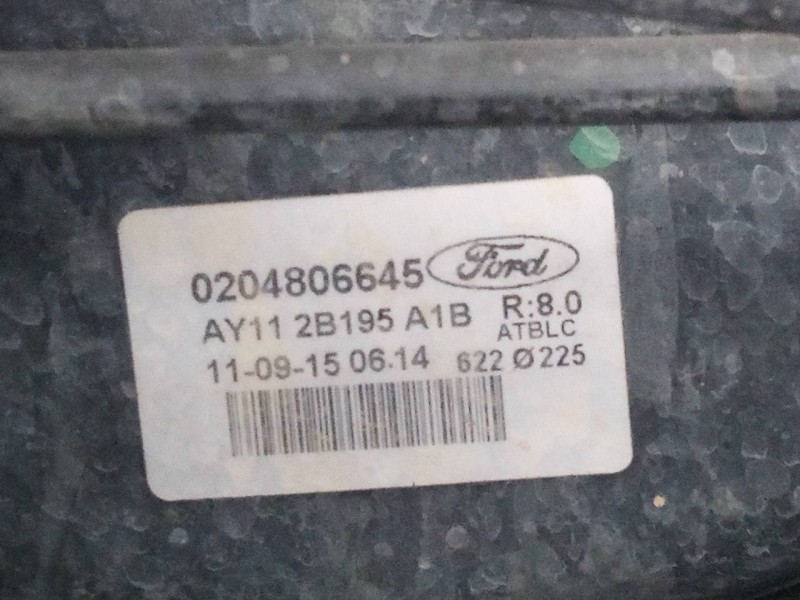 0204806645 Ford
AY11 2B195 A1B R:8.0
ATBLC
11-09-15 06.14 622 Ø225